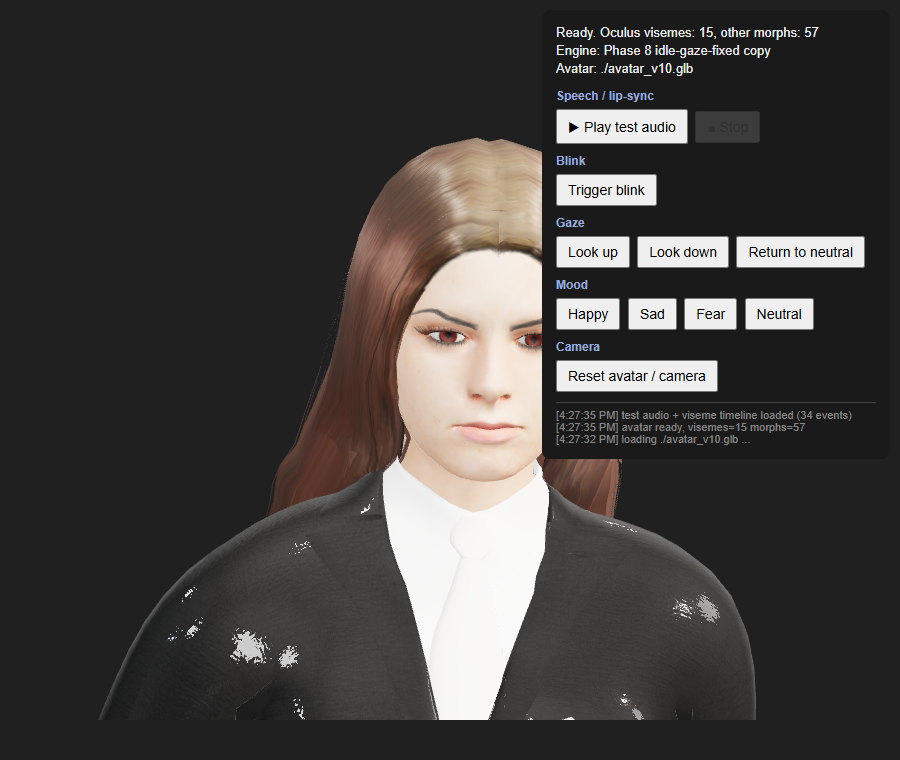 Ready. Oculus visemes: 15, other morphs: 57
Engine: Phase 8 idle-gaze-fixed copy
Avatar: ./avatar_v10.glb
Speech / lip-sync
▶ Play test audio ■ Stop
Blink
Trigger blink
Gaze
Look up Look down Return to neutral
Mood
Happy Sad Fear Neutral
Camera
Reset avatar / camera
[4:27:35 PM] test audio + viseme timeline loaded (34 events)
[4:27:35 PM] avatar ready, visemes=15 morphs=57
[4:27:32 PM] loading ./avatar_v10.glb ...